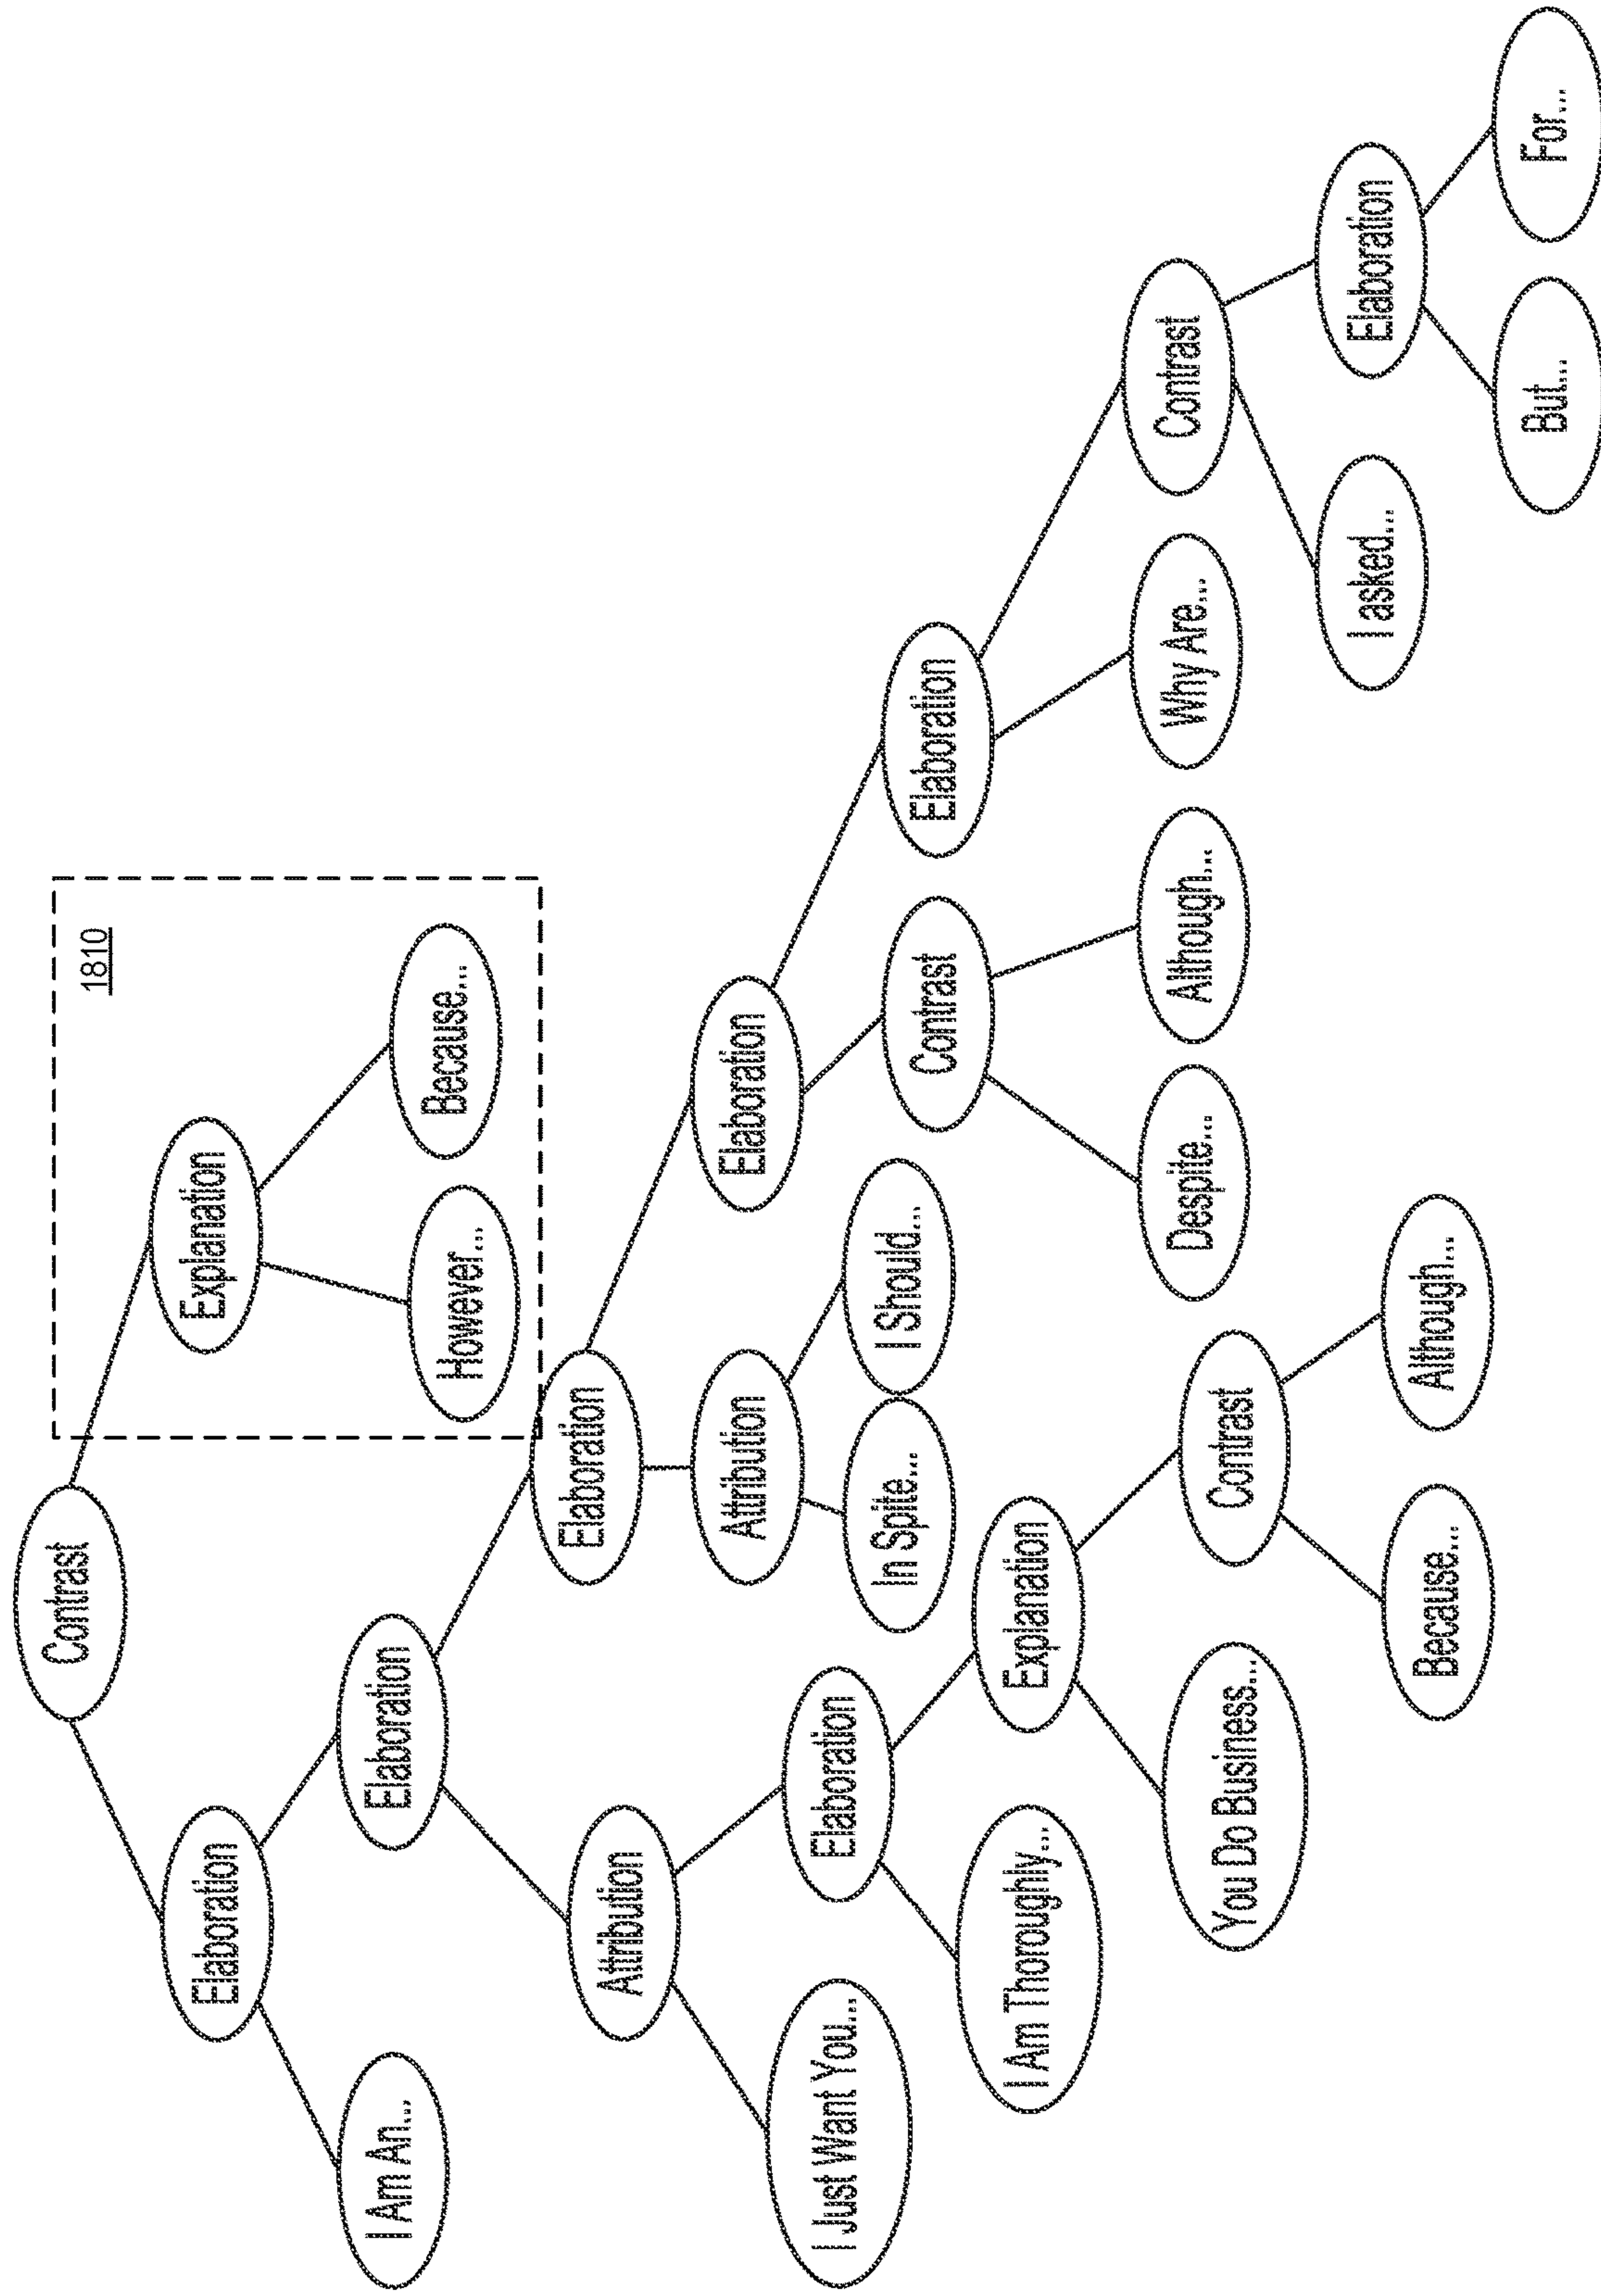 Contrast
1810
Elaboration
Explanation
I Am An...
Elaboration
However...
Because...
Attribution
Elaboration
I Just Want You...
Elaboration
Attribution
Elaboration
In Spite...
I Should...
I Am Thoroughly...
Explanation
Contrast
Elaboration
You Do Business...
Contrast
Despite...
Although...
Why Are...
Contrast
Because...
Although...
I asked...
Elaboration
But...
For...